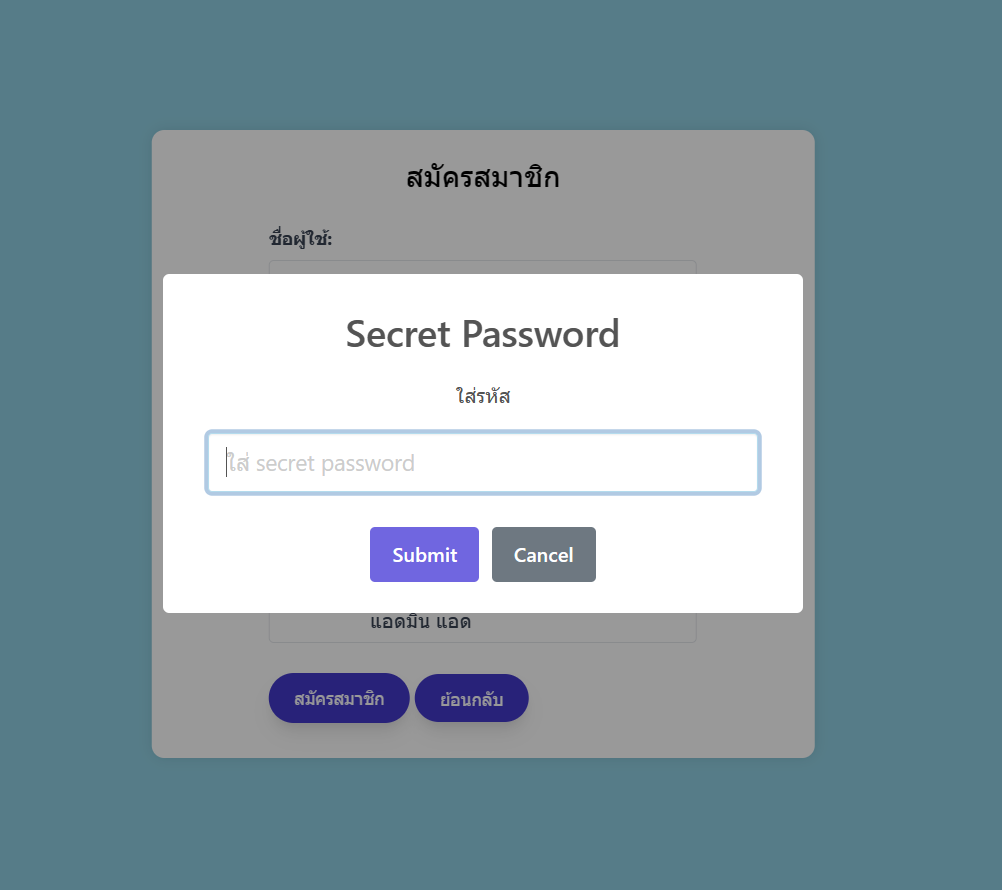 สมัครสมาชิก
ชื่อผู้ใช้:
Secret Password
ใส่รหัส
ใส่ secret password
Submit Cancel
แอดมิน แอด
สมัครสมาชิก ย้อนกลับ